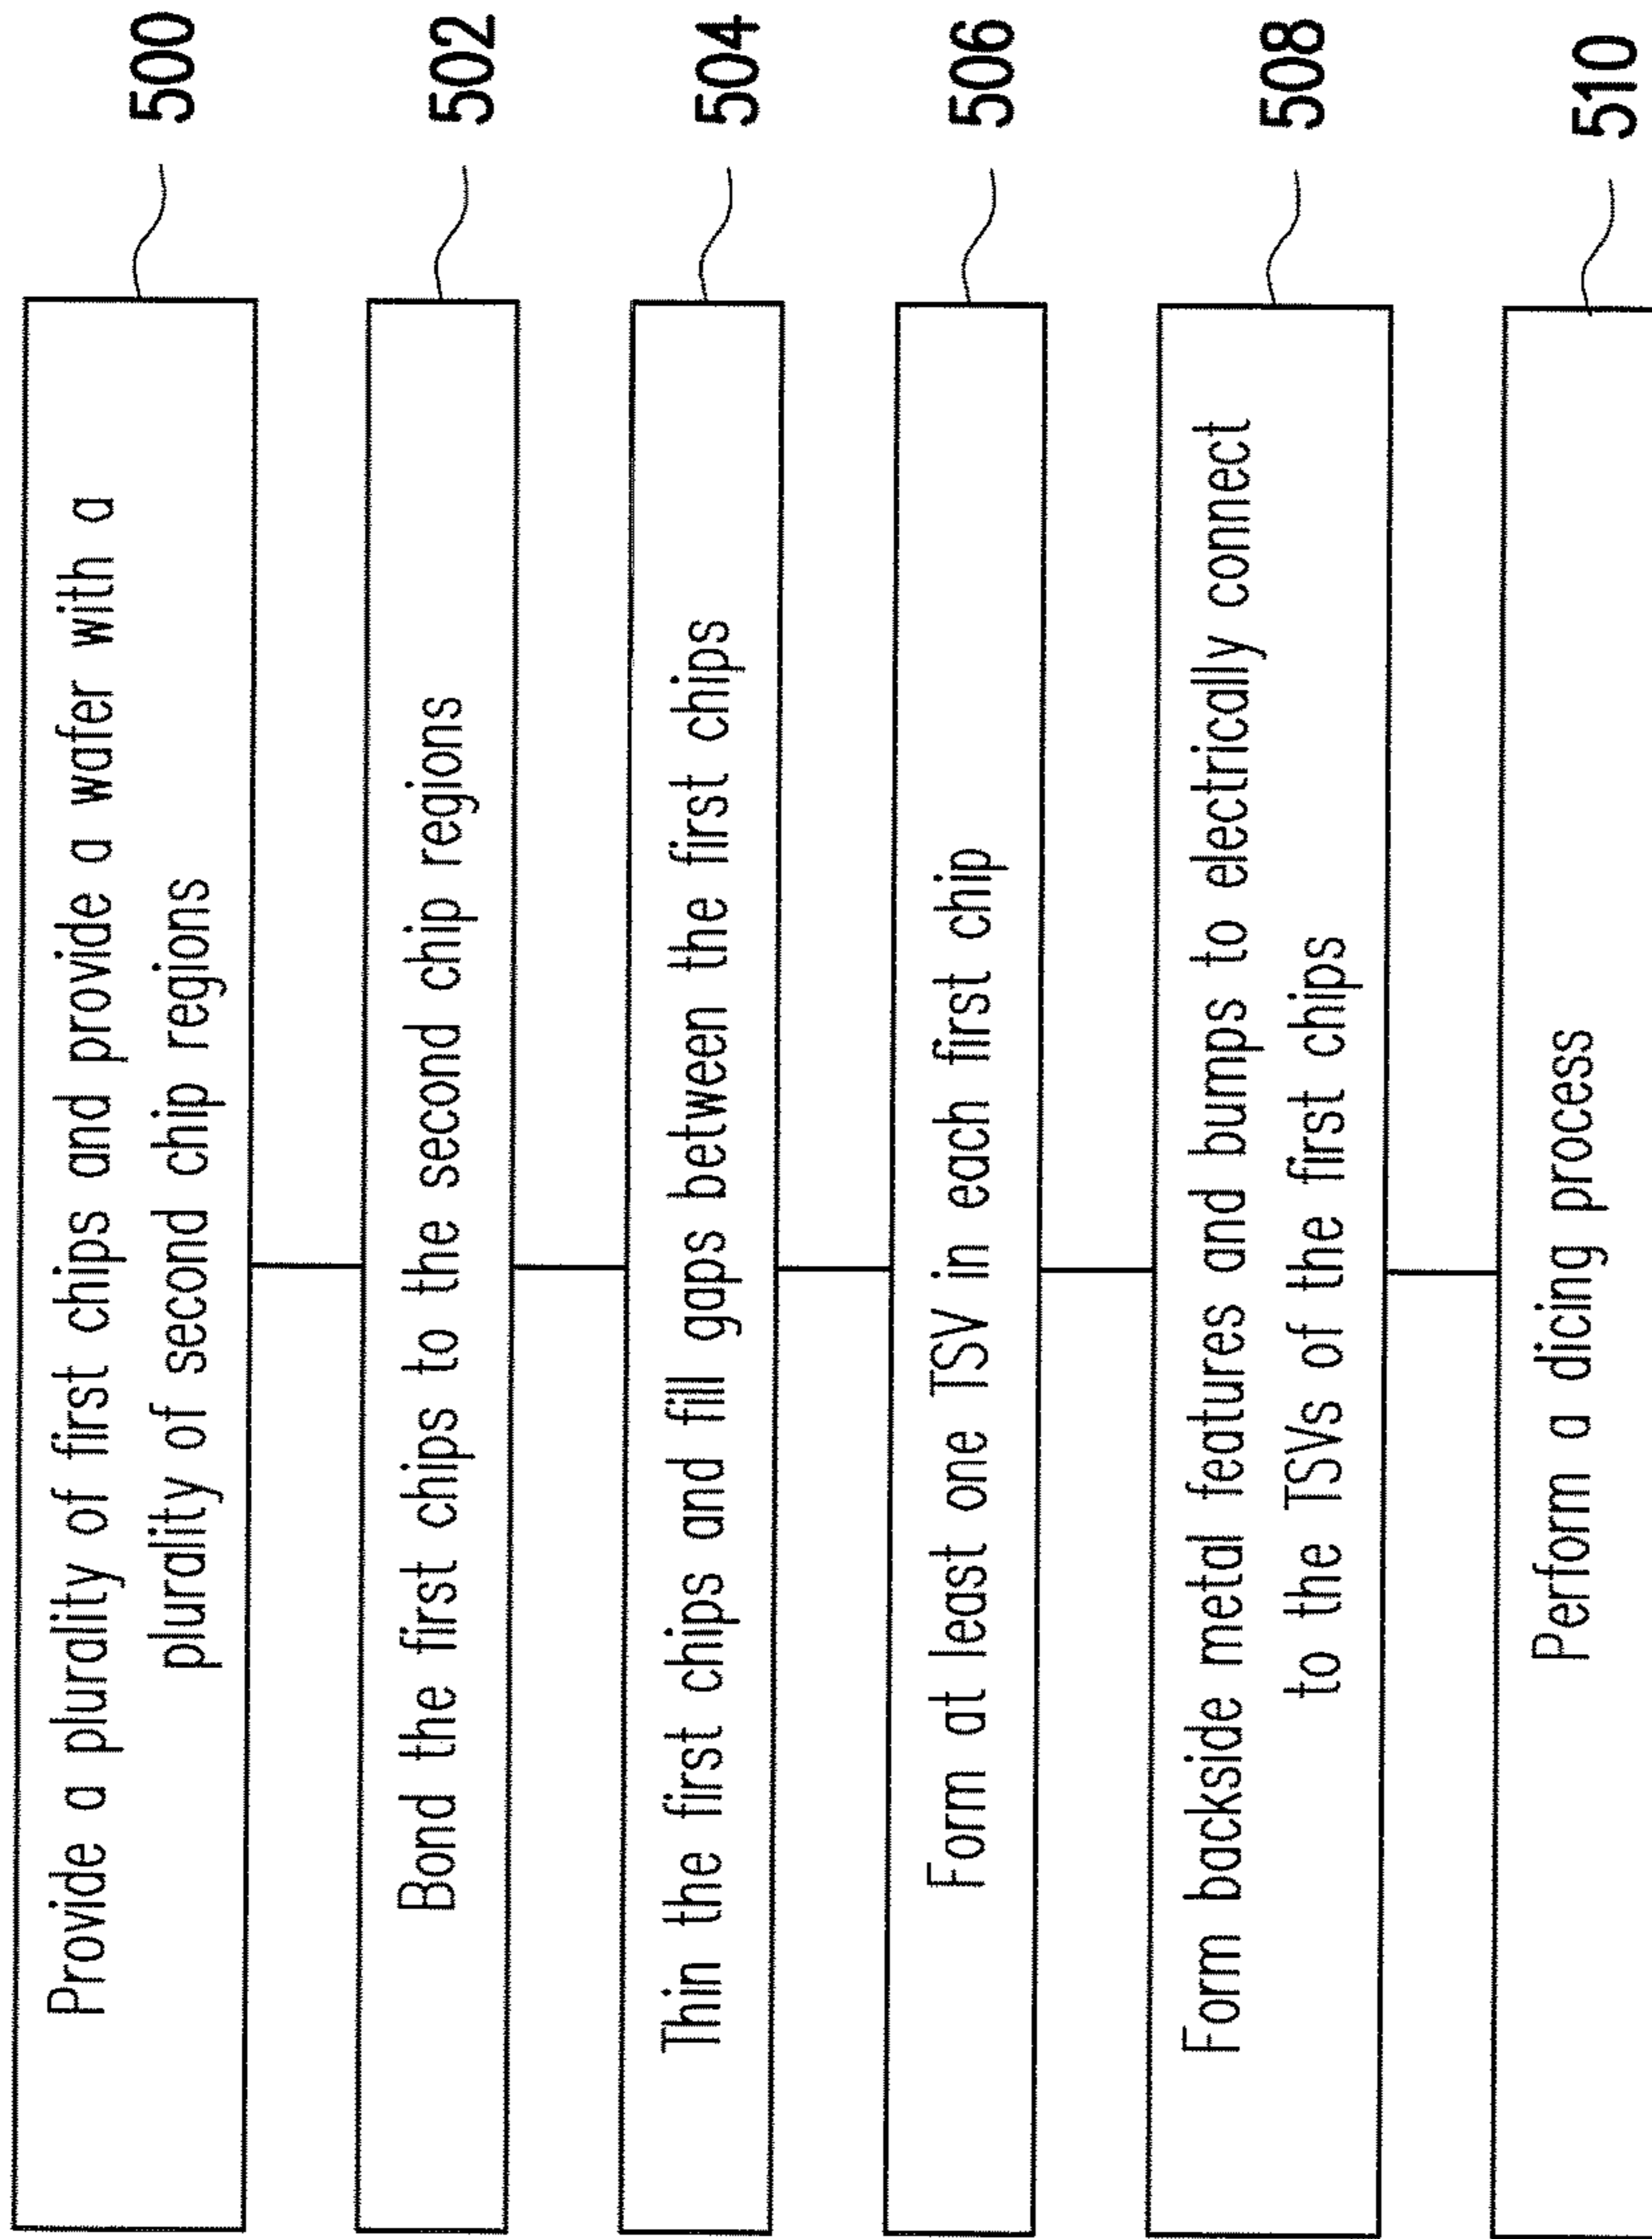 Provide a plurality of first chips and provide a wafer with a
plurality of second chip regions
500
Bond the first chips to the second chip regions
502
Thin the first chips and fill gaps between the first chips
504
Form at least one TSV in each first chip
506
Form backside metal features and bumps to electrically connect
to the TSVs of the first chips
508
Perform a dicing process
510